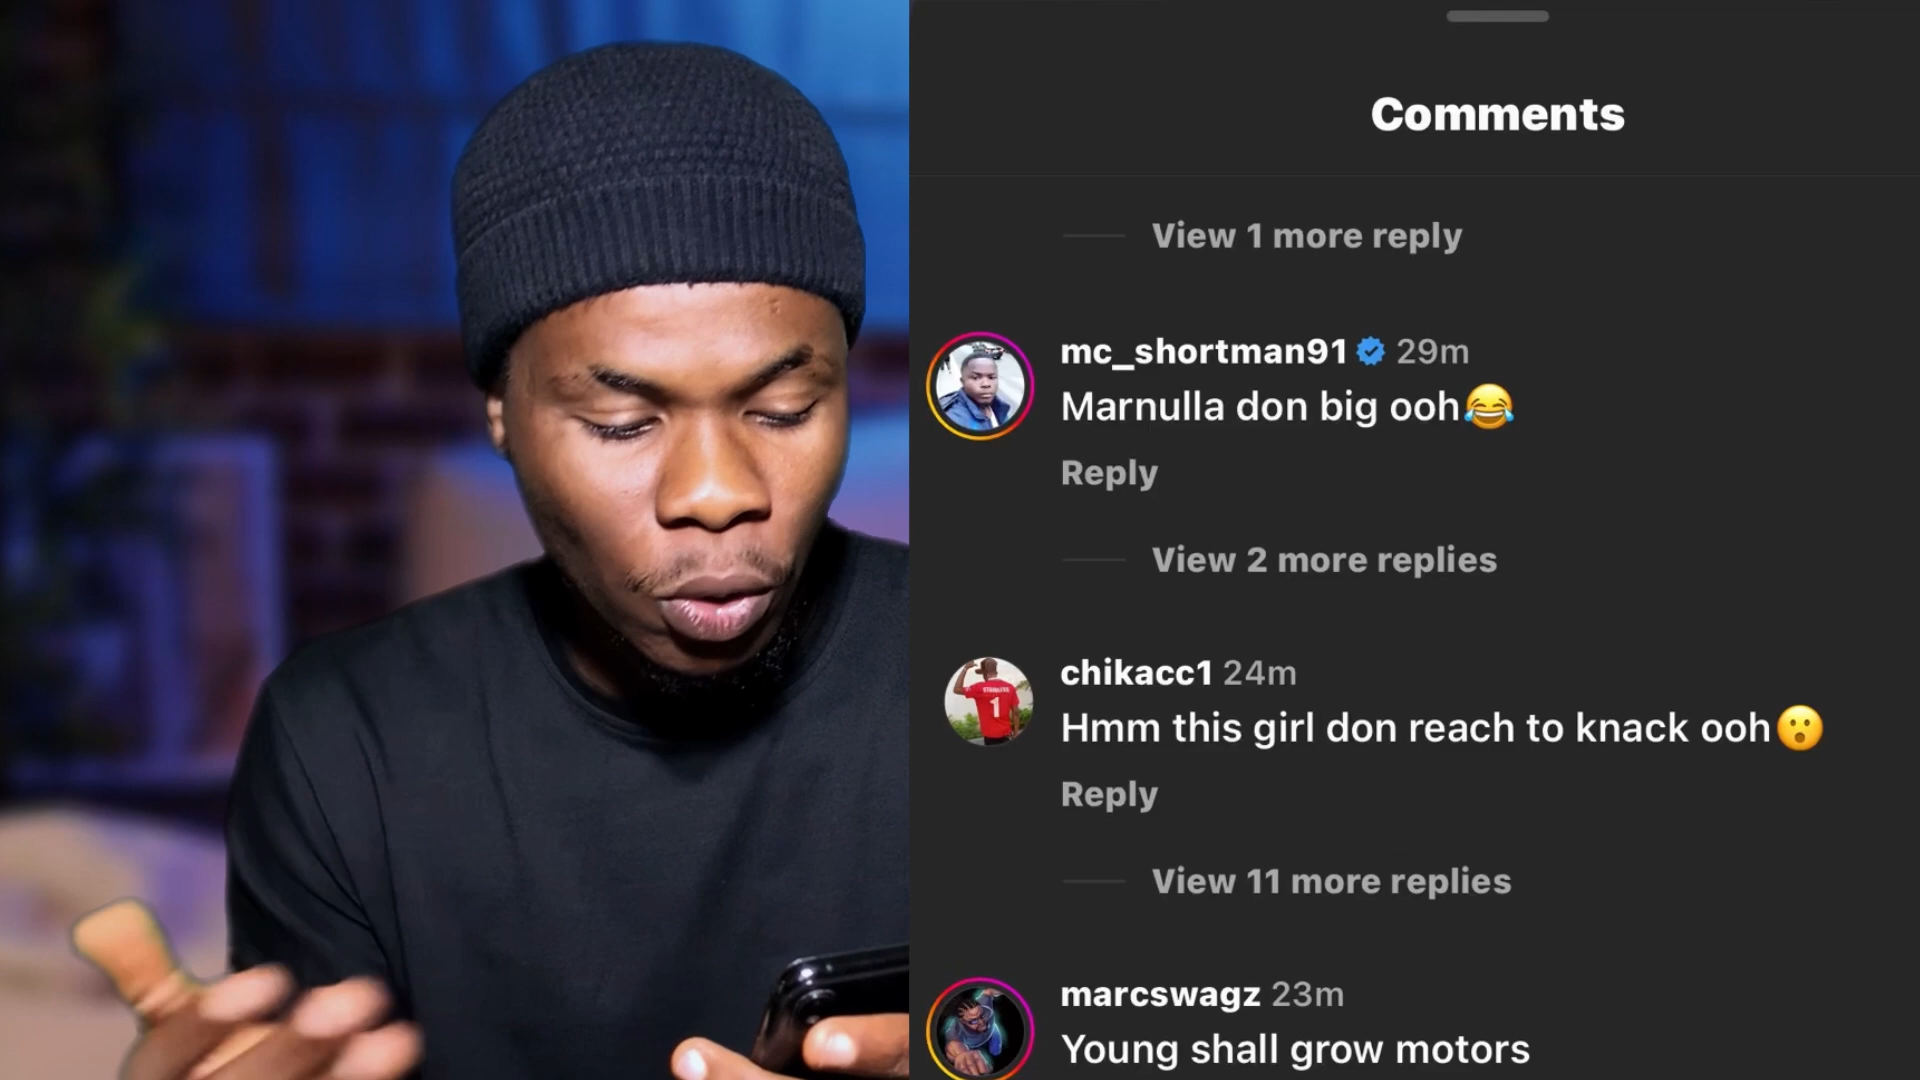 Comments
View 1 more reply
mc_shortman91 29m
Marnulla don big ooh😂
Reply
View 2 more replies
chikacc1 24m
Hmm this girl don reach to knack ooh😮
Reply
View 11 more replies
marcswagz 23m
Young shall grow motors
1